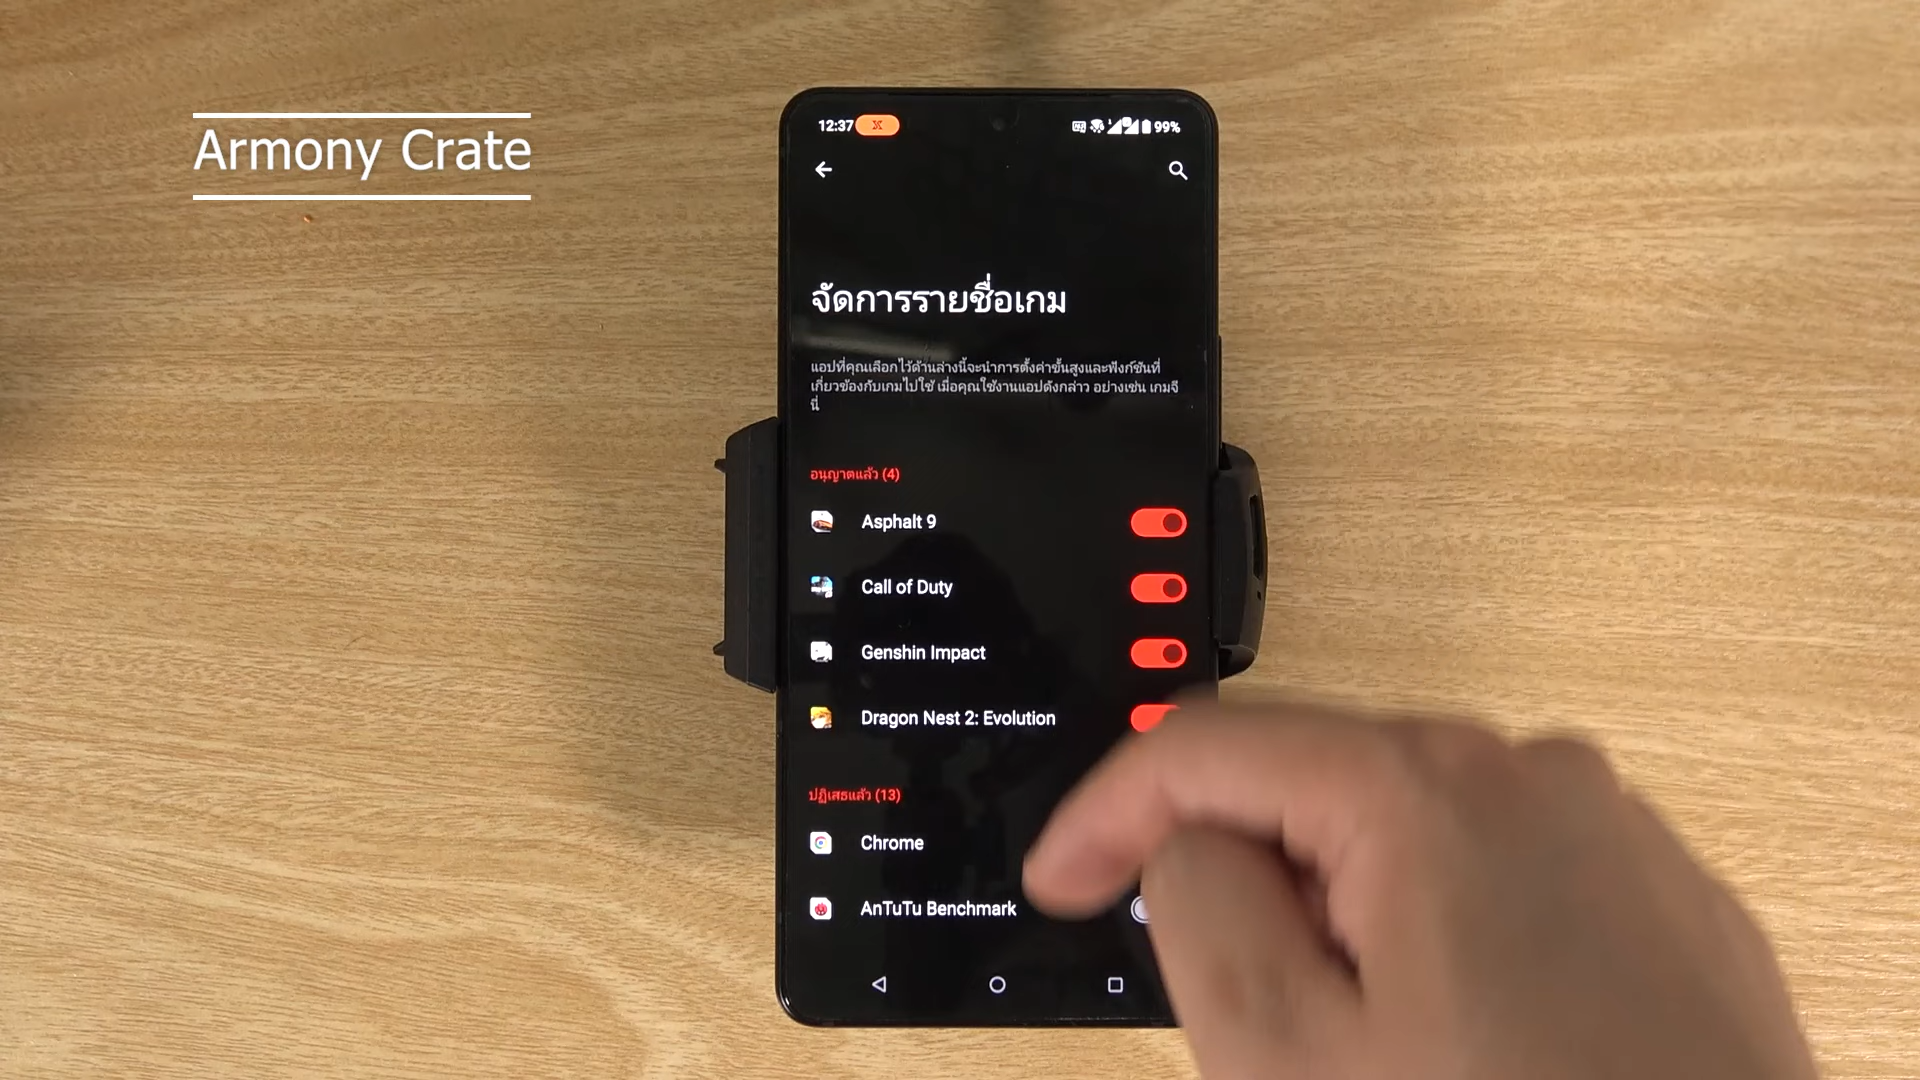 Armony Crate
12:37
99%
จัดการรายชื่อเกม
แอปที่คุณเลือกไว้ด้านล่างนี้จะนำการตั้งค่าขั้นสูงและฟังก์ชันที่
เกี่ยวข้องกับเกมไปใช้ เมื่อคุณใช้งานแอปดังกล่าว อย่างเช่น เกมจี
นี่
อนุญาตแล้ว (4)
Asphalt 9
Call of Duty
Genshin Impact
Dragon Nest 2: Evolution
ปฏิเสธแล้ว (13)
Chrome
AnTuTu Benchmark